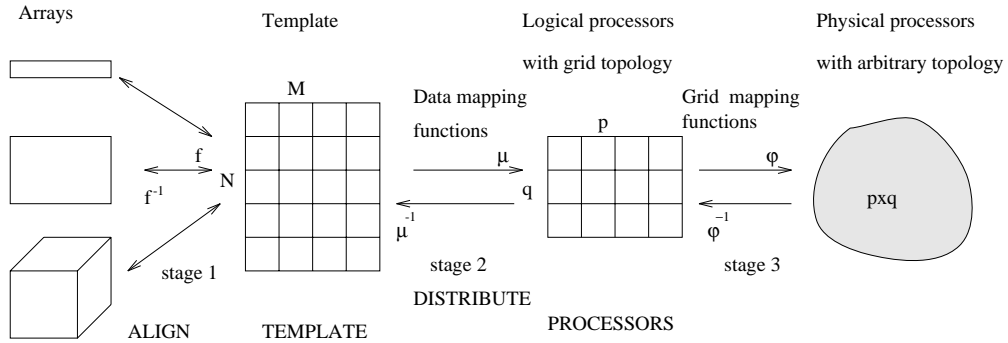 Arrays
Template
Logical processors
with grid topology
Physical processors
with arbitrary topology
M
N
f
f-1
Data mapping
functions
μ
μ-1
p
q
Grid mapping
functions
φ
φ-1
pxq
stage 1
stage 2
stage 3
ALIGN
TEMPLATE
DISTRIBUTE
PROCESSORS